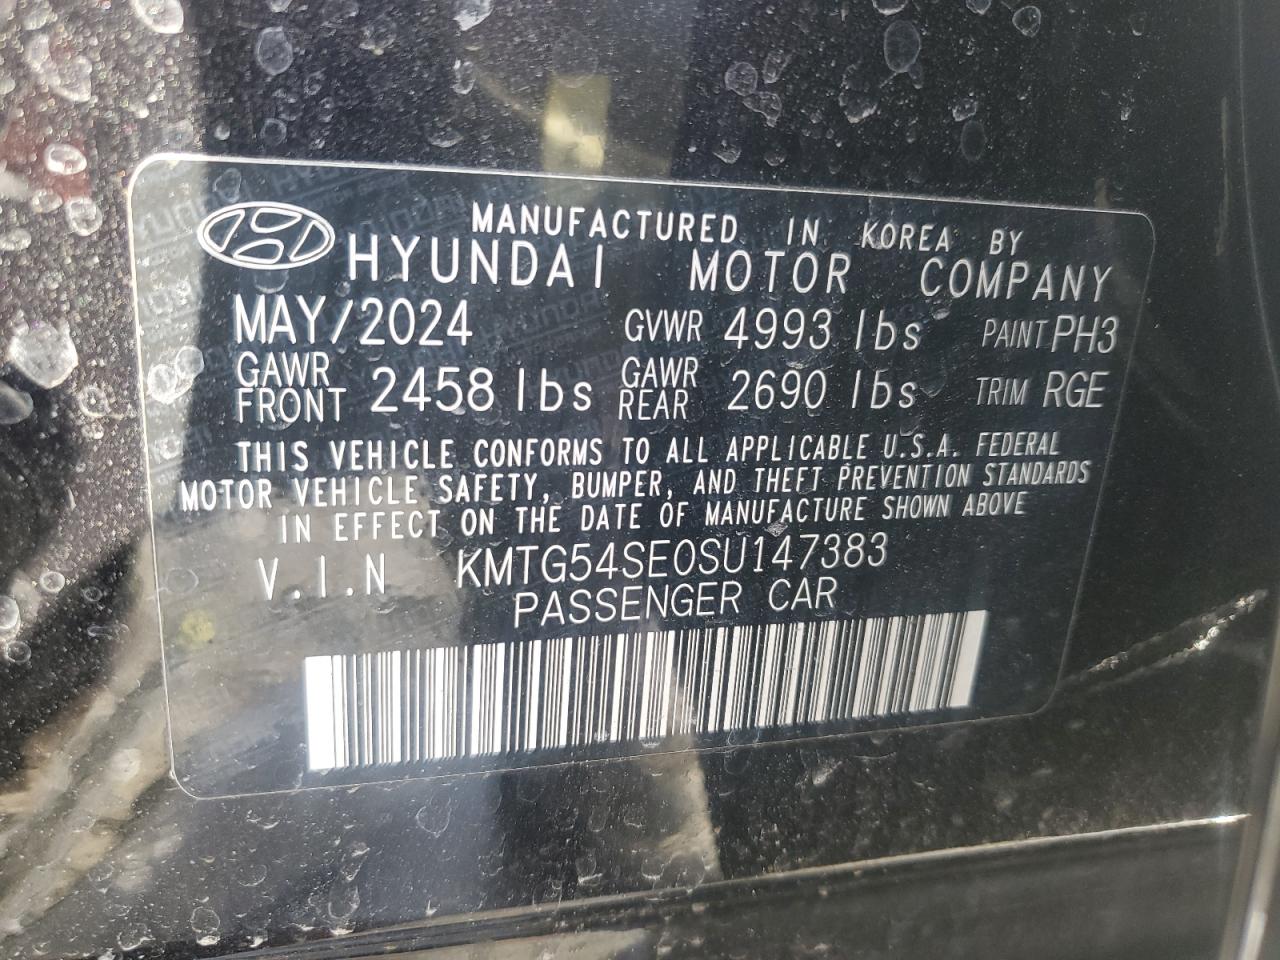 MANUFACTURED IN KOREA BY
HYUNDAI MOTOR COMPANY
MAY/2024 GVWR 4993 lbs PAINT PH3
GAWR FRONT 2458 lbs GAWR REAR 2690 lbs TRIM RGE
THIS VEHICLE CONFORMS TO ALL APPLICABLE U.S.A. FEDERAL
MOTOR VEHICLE SAFETY, BUMPER, AND THEFT PREVENTION STANDARDS
IN EFFECT ON THE DATE OF MANUFACTURE SHOWN ABOVE
V.I.N KMTG54SE0SU147383
PASSENGER CAR